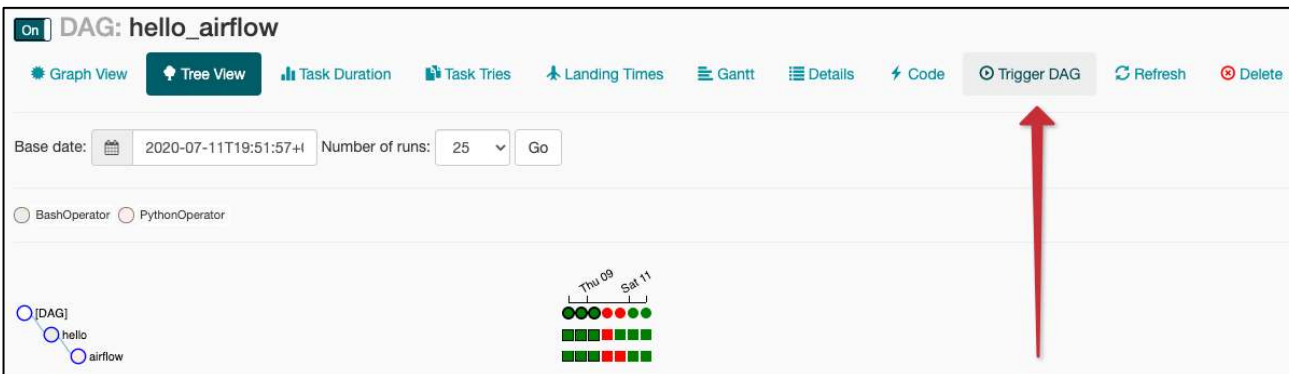 On DAG: hello_airflow
Graph View Tree View Task Duration Task Tries Landing Times Gantt Details Code Trigger DAG Refresh Delete
Base date: 2020-07-11T19:51:57+ Number of runs: 25 Go
BashOperator PythonOperator
Thu 09 Sat 11
[DAG]
hello
airflow